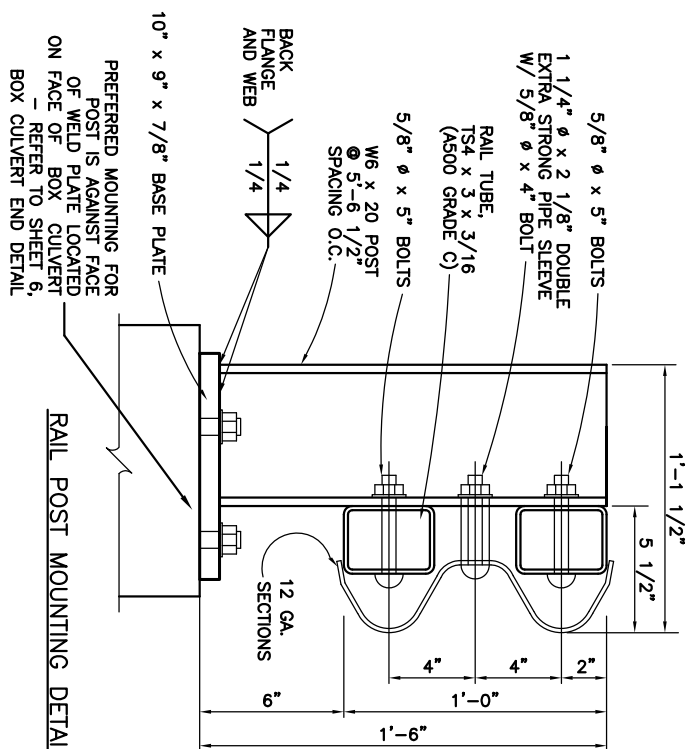 5/8" ø x 5" BOLTS
1 1/4" ø x 2 1/8" DOUBLE
EXTRA STRONG PIPE SLEEVE
W/ 5/8" ø x 4" BOLT
RAIL TUBE,
TS4 x 3 x 3/16
(A500 GRADE C)
5/8" ø x 5" BOLTS
W6 x 20 POST
@ 5'-6 1/2"
SPACING O.C.
BACK
FLANGE
AND WEB
1/4
1/4
10" x 9" x 7/8" BASE PLATE
PREFERRED MOUNTING FOR
POST IS AGAINST FACE
OF WELD PLATE LOCATED
ON FACE OF BOX CULVERT
- REFER TO SHEET 6,
BOX CULVERT END DETAIL
1'-1 1/2"
5 1/2"
12 GA.
SECTIONS
2"
4"
4"
1'-0"
6"
1'-6"
RAIL POST MOUNTING DETAI